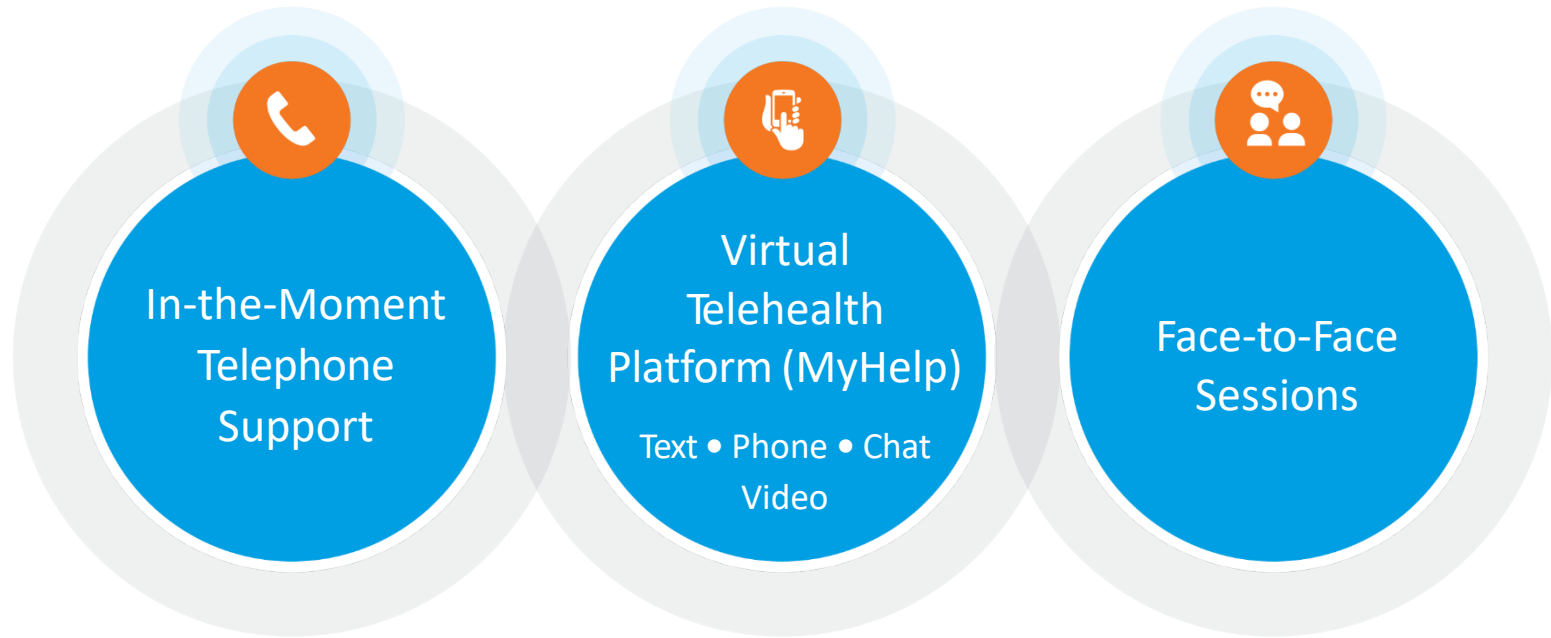 In-the-Moment
Telephone
Support
Virtual
Telehealth
Platform (MyHelp)
Text • Phone • Chat
Video
Face-to-Face
Sessions